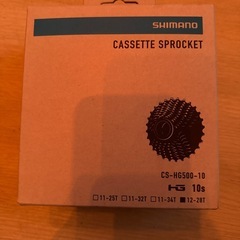 SHIMANO
CASSETTE SPROCKET
CS-HG500-10
HG 10s
11-25T 11-32T 11-34T 12-28T